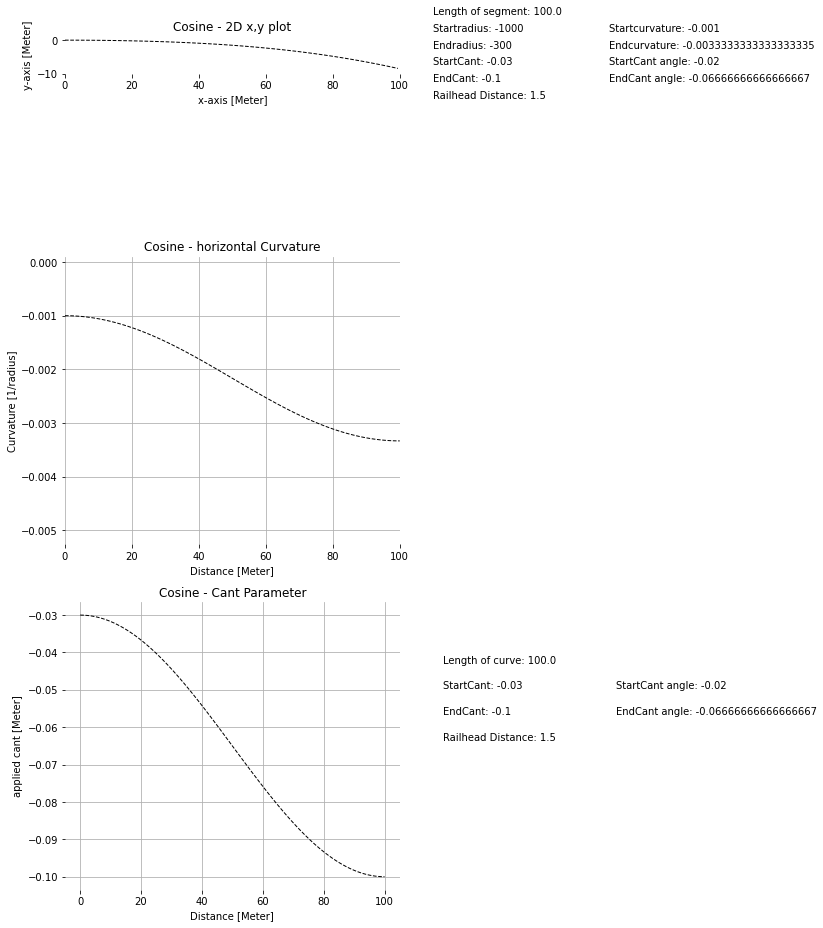 Cosine - 2D x,y plot
y-axis [Meter]
0
−10
0 20 40 60 80 100
x-axis [Meter]
Length of segment: 100.0
Startradius: -1000 Startcurvature: -0.001
Endradius: -300 Endcurvature: -0.0033333333333333335
StartCant: -0.03 StartCant angle: -0.02
EndCant: -0.1 EndCant angle: -0.06666666666666667
Railhead Distance: 1.5
Cosine - horizontal Curvature
Curvature [1/radius]
0.000
−0.001
−0.002
−0.003
−0.004
−0.005
0 20 40 60 80 100
Distance [Meter]
Cosine - Cant Parameter
applied cant [Meter]
−0.03
−0.04
−0.05
−0.06
−0.07
−0.08
−0.09
−0.10
0 20 40 60 80 100
Distance [Meter]
Length of curve: 100.0
StartCant: -0.03 StartCant angle: -0.02
EndCant: -0.1 EndCant angle: -0.06666666666666667
Railhead Distance: 1.5